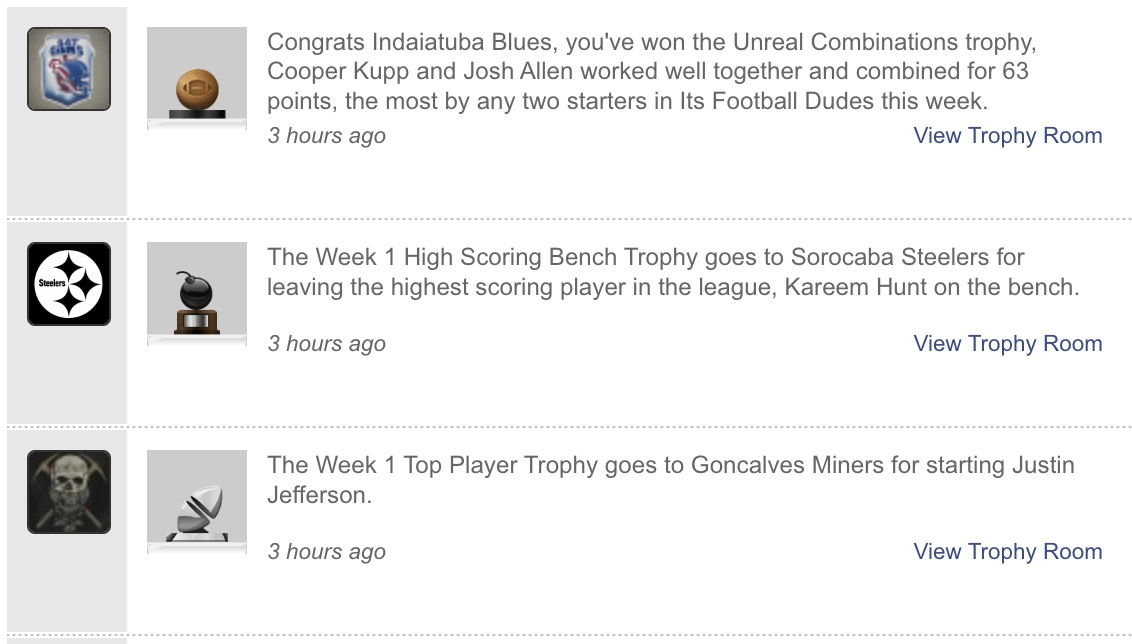 Congrats Indaiatuba Blues, you've won the Unreal Combinations trophy,
Cooper Kupp and Josh Allen worked well together and combined for 63
points, the most by any two starters in Its Football Dudes this week.
3 hours ago
View Trophy Room
Steelers
The Week 1 High Scoring Bench Trophy goes to Sorocaba Steelers for
leaving the highest scoring player in the league, Kareem Hunt on the bench.
3 hours ago
View Trophy Room
The Week 1 Top Player Trophy goes to Goncalves Miners for starting Justin
Jefferson.
3 hours ago
View Trophy Room